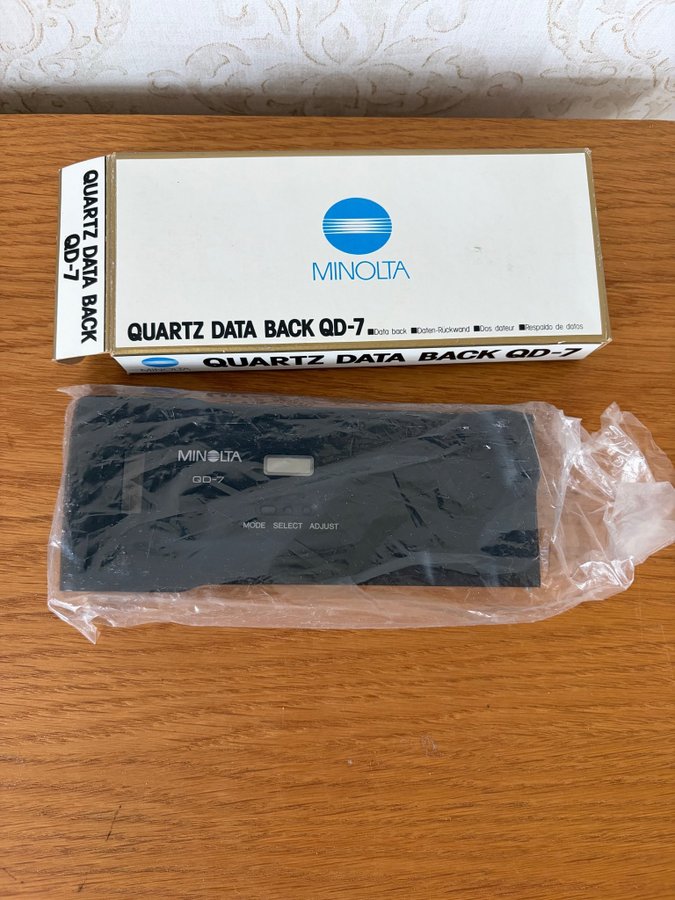 QUARTZ DATA BACK
QD-7
MINOLTA
QUARTZ DATA BACK QD-7 ■Data back ■Daten-Rückwand ■Dos dateur ■Respaldo de datos
MINOLTA QUARTZ DATA BACK QD-7
MINOLTA
QD-7
MODE SELECT ADJUST